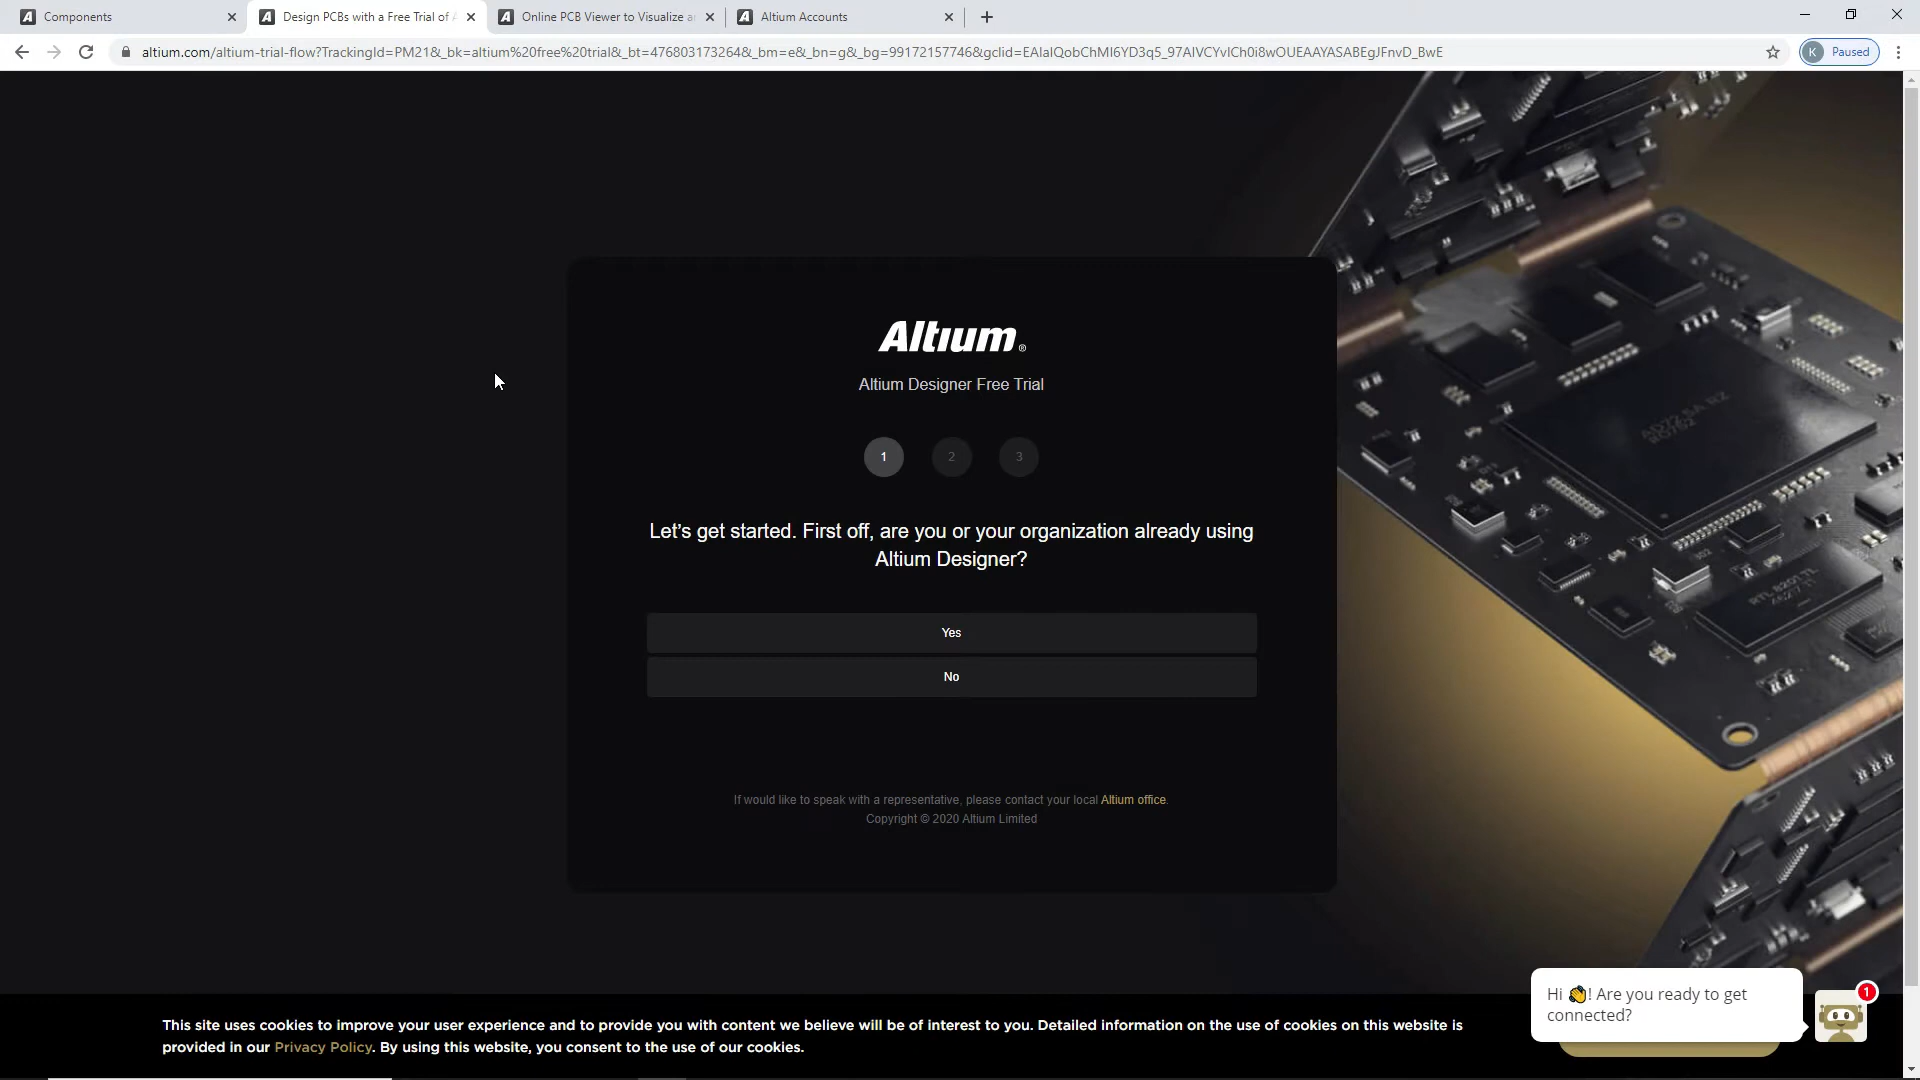 Components
Design PCBs with a Free Trial of
Online PCB Viewer to Visualize
Altium Accounts
altium.com/altium-trial-flow?TrackingId=PM21&_bk=altium%20free%20trial&_bt=476803173264&_bm=e&_bn=g&_bg=99172157746&gclid=EAIaIQobChMI6YD3q5_97AIVCYvICh0i8wOUEAAYASABEgJFnvD_BwE
K Paused
Altium®
Altium Designer Free Trial
1 2 3
Let's get started. First off, are you or your organization already using
Altium Designer?
Yes
No
If would like to speak with a representative, please contact your local Altium office.
Copyright © 2020 Altium Limited
Hi 👏! Are you ready to get
connected?
1
This site uses cookies to improve your user experience and to provide you with content we believe will be of interest to you. Detailed information on the use of cookies on this website is
provided in our Privacy Policy. By using this website, you consent to the use of our cookies.